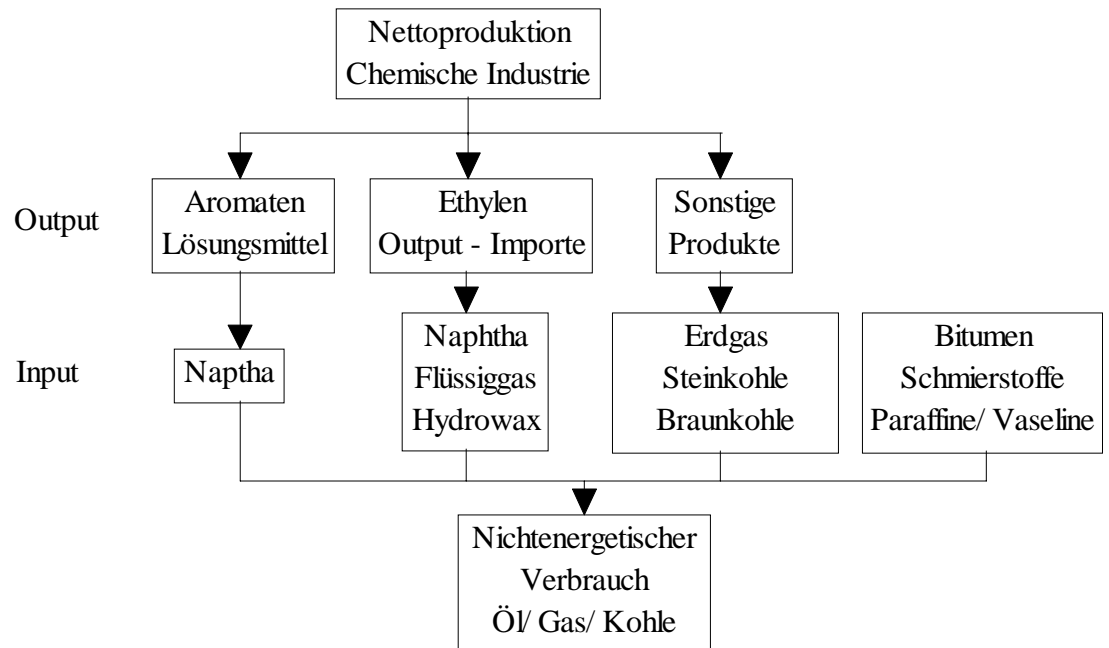 Nettoproduktion
Chemische Industrie
Output
Aromaten
Lösungsmittel
Ethylen
Output - Importe
Sonstige
Produkte
Input
Naptha
Naphtha
Flüssiggas
Hydrowax
Erdgas
Steinkohle
Braunkohle
Bitumen
Schmierstoffe
Paraffine/ Vaseline
Nichtenergetischer
Verbrauch
Öl/ Gas/ Kohle